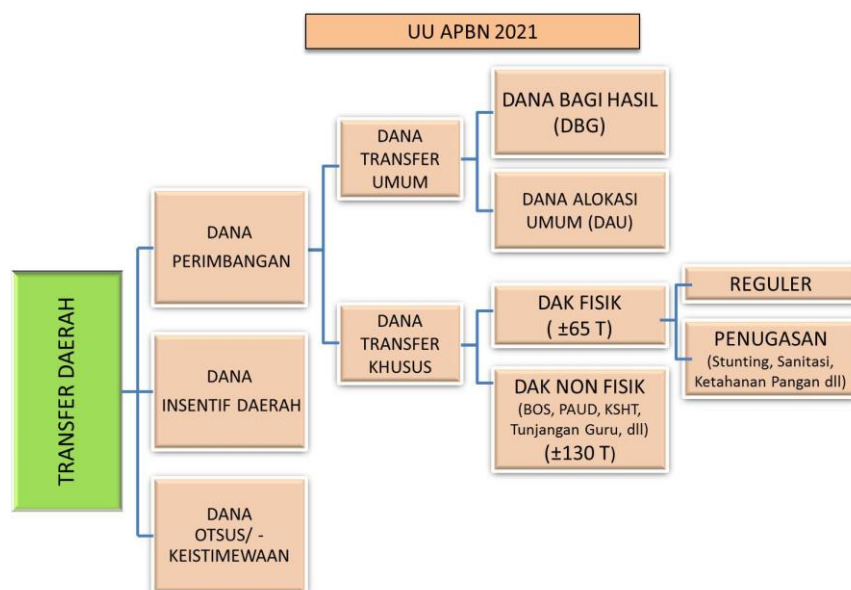 UU APBN 2021
TRANSFER DAERAH
DANA
PERIMBANGAN
DANA
INSENTIF DAERAH
DANA
OTSUS/ -
KEISTIMEWAAN
DANA
TRANSFER
UMUM
DANA
TRANSFER
KHUSUS
DANA BAGI HASIL
(DBG)
DANA ALOKASI
UMUM (DAU)
DAK FISIK
( ±65 T)
DAK NON FISIK
(BOS, PAUD, KSHT,
Tunjangan Guru, dll)
(±130 T)
REGULER
PENUGASAN
(Stunting, Sanitasi,
Ketahanan Pangan dll)